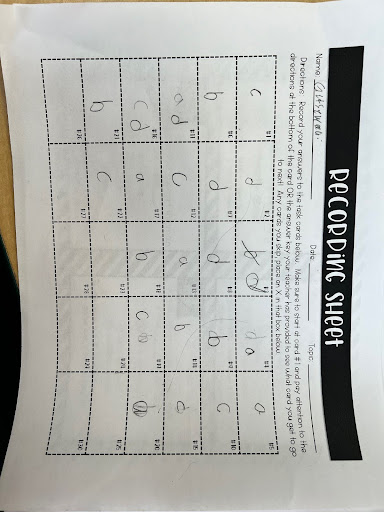 RECORDING SHEET
Name: Date: Topic:
Directions: Record your answers to the task cards below. Make sure to start at card #1 and pay attention to the
directions at the bottom of the card OR the answer key your teacher has provided to see what card you get to go
to next! Any cards you skip, place an X in that box below.
#1 #2 #3 #4 #5
c d d a a
#6 #7 #8 #9 #10
b d d b c
#11 #12 #13 #14 #15
a d c a b d
#16 #17 #18 #19 #20
c d a b c b
#21 #22 #23 #24 #25
b c
#26 #27 #28 #29 #30